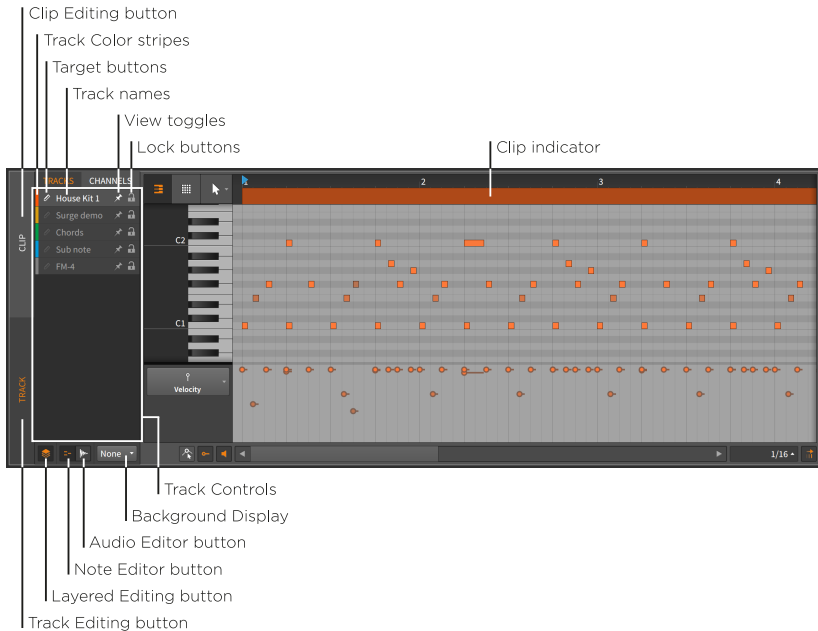 Clip Editing button
Track Color stripes
Target buttons
Track names
View toggles
Lock buttons
Clip indicator
TRACKS CHANNELS
1 2 3 4
House Kit 1
Surge demo
Chords
Sub note
FM-4
CLIP
TRACK
C2
C1
Velocity
None
1/16
Track Controls
Background Display
Audio Editor button
Note Editor button
Layered Editing button
Track Editing button